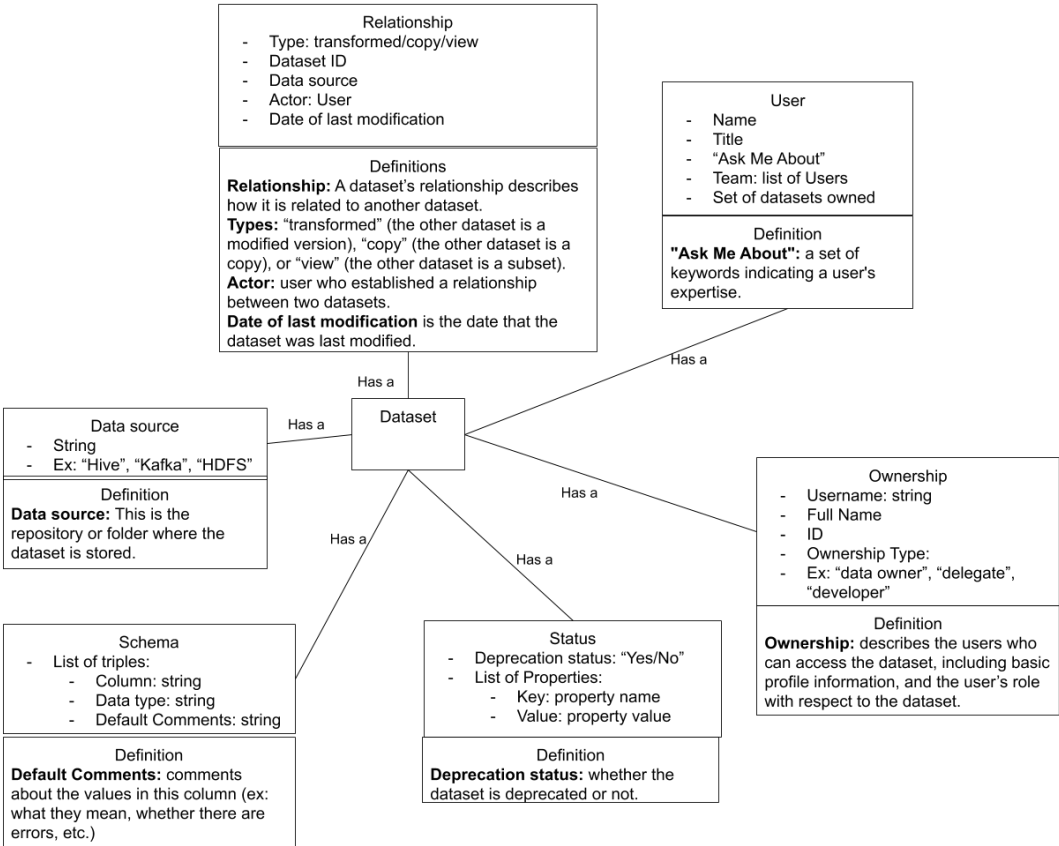 Relationship
- Type: transformed/copy/view
- Dataset ID
- Data source
- Actor: User
- Date of last modification
Definitions
Relationship: A dataset's relationship describes
how it is related to another dataset.
Types: “transformed” (the other dataset is a
modified version), “copy” (the other dataset is a
copy), or “view” (the other dataset is a subset).
Actor: user who established a relationship
between two datasets.
Date of last modification is the date that the
dataset was last modified.
User
- Name
- Title
- “Ask Me About”
- Team: list of Users
- Set of datasets owned
Definition
"Ask Me About": a set of
keywords indicating a user's
expertise.
Has a
Has a
Dataset
Has a
Data source
- String
- Ex: “Hive”, “Kafka”, “HDFS”
Definition
Data source: This is the
repository or folder where the
dataset is stored.
Has a
Ownership
- Username: string
- Full Name
- ID
- Ownership Type:
- Ex: “data owner”, “delegate”,
“developer”
Definition
Ownership: describes the users who
can access the dataset, including basic
profile information, and the user’s role
with respect to the dataset.
Has a
Has a
Schema
- List of triples:
- Column: string
- Data type: string
- Default Comments: string
Definition
Default Comments: comments
about the values in this column (ex:
what they mean, whether there are
errors, etc.)
Status
- Deprecation status: “Yes/No”
- List of Properties:
- Key: property name
- Value: property value
Definition
Deprecation status: whether the
dataset is deprecated or not.